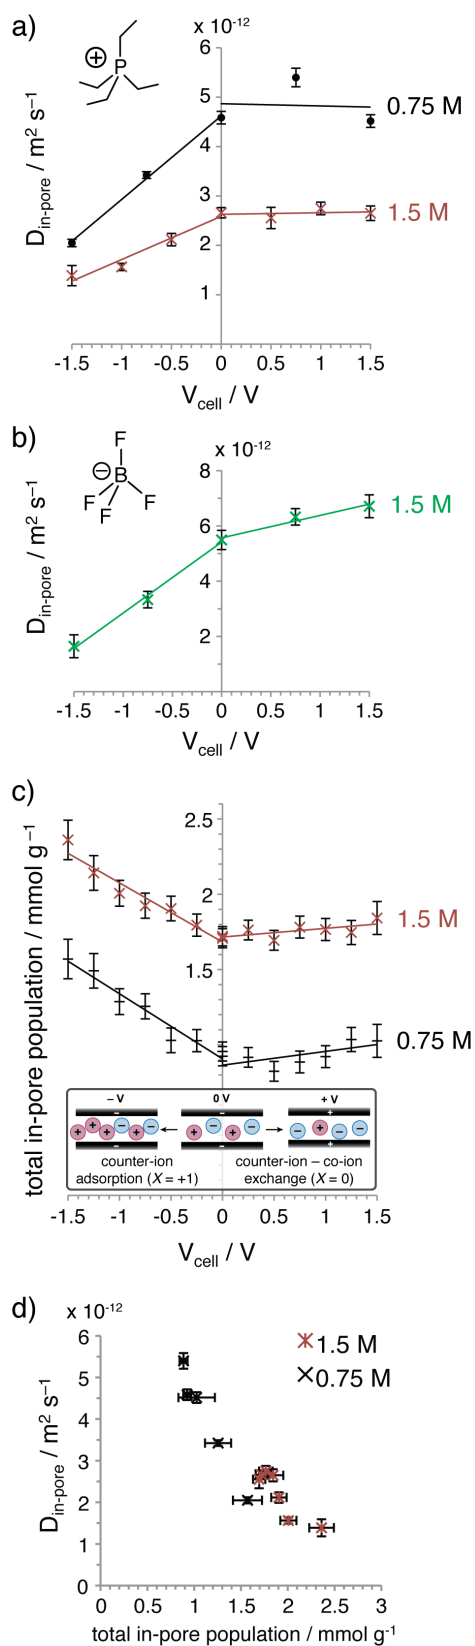 a)
x 10⁻¹²
⊕
P
D in-pore / m² s⁻¹
6
5
4
3
2
1
0.75 M
1.5 M
-1.5 -1 -0.5 0 0.5 1 1.5
V cell / V
b)
x 10⁻¹²
F
⊖
B
F
F
F
D in-pore / m² s⁻¹
8
6
4
2
1.5 M
-1.5 -1 -0.5 0 0.5 1 1.5
V cell / V
c)
total in-pore population / mmol g⁻¹
2.5
2
1.5
1.5 M
0.75 M
– V 0 V + V
– – +
+ + + – + – + – + – – + – –
– – +
counter-ion
adsorption (X = +1)
counter-ion – co-ion
exchange (X = 0)
-1.5 -1 -0.5 0 0.5 1 1.5
V cell / V
d)
x 10⁻¹²
D in-pore / m² s⁻¹
6
5
4
3
2
1
0
1.5 M
0.75 M
0 0.5 1 1.5 2 2.5 3
total in-pore population / mmol g⁻¹